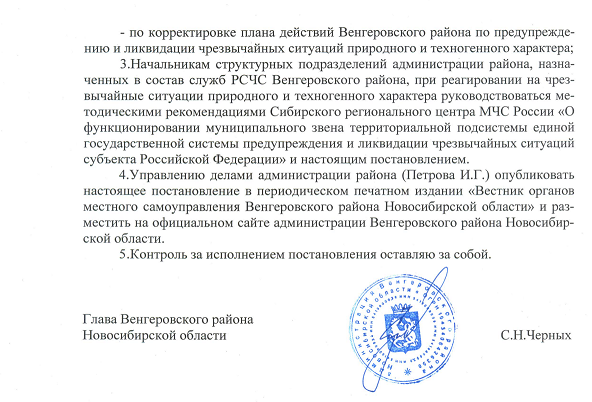 - по корректировке плана действий Венгеровского района по предупрежде-
нию и ликвидации чрезвычайных ситуаций природного и техногенного характера;
3.Начальникам структурных подразделений администрации района, назна-
ченных в состав служб РСЧС Венгеровского района, при реагировании на чрез-
вычайные ситуации природного и техногенного характера руководствоваться ме-
тодическими рекомендациями Сибирского регионального центра МЧС России «О
функционировании муниципального звена территориальной подсистемы единой
государственной системы предупреждения и ликвидации чрезвычайных ситуаций
субъекта Российской Федерации» и настоящим постановлением.
4.Управлению делами администрации района (Петрова И.Г.) опубликовать
настоящее постановление в периодическом печатном издании «Вестник органов
местного самоуправления Венгеровского района Новосибирской области» и раз-
местить на официальном сайте администрации Венгеровского района Новосибир-
ской области.
5.Контроль за исполнением постановления оставляю за собой.
Глава Венгеровского района
Новосибирской области
С.Н.Черных
Администрация Венгеровского района
Новосибирской области